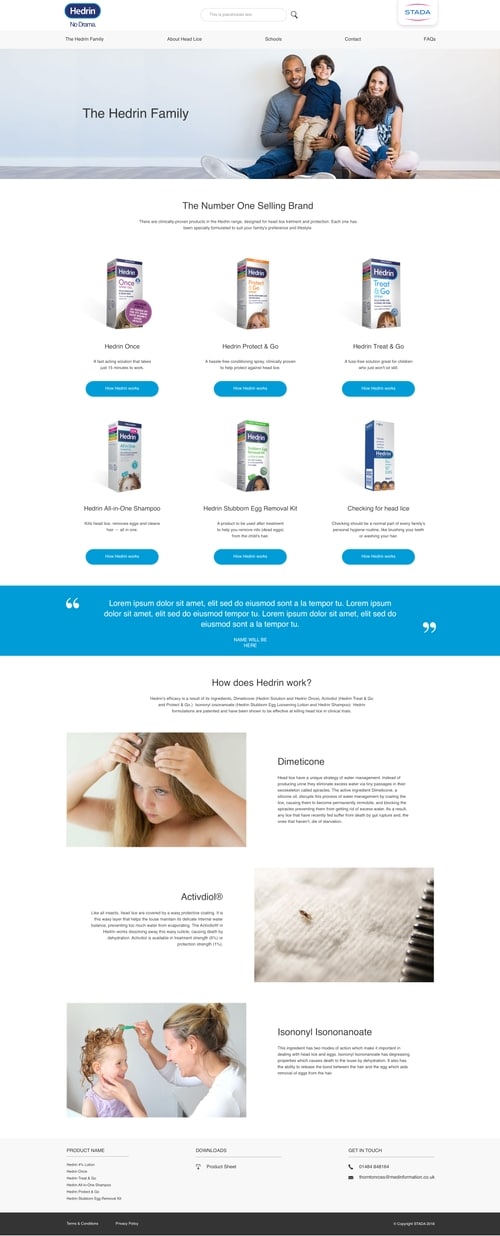 Hedrin
No Drama.
This is placeholder text
STADA
The Hedrin Family
About Head Lice
Schools
Contact
FAQs
The Hedrin Family
The Number One Selling Brand
There are clinically-proven products in the Hedrin range, designed for head lice tretment and protection. Each one has
been specially formulated to suit your family's preference and lifestyle
Hedrin
Once
Hedrin
Protect
& Go
Hedrin
Treat
& Go
Hedrin Once
Hedrin Protect & Go
Hedrin Treat & Go
A fast acting solution that takes
just 15 minutes to work.
A hassle-free conditioning spray, clinically proven
to help protect against head lice.
A fuss-free solution great for children
who just won't sit still.
How Hedrin works
How Hedrin works
How Hedrin works
Hedrin
Hedrin
Stubborn Egg
Removal Kit
Hedrin
Hedrin All-in-One Shampoo
Hedrin Stubborn Egg Removal Kit
Checking for head lice
Kills head lice, removes eggs and cleave
hair — all in one.
A product to be used after treatment
to help you remove nits (dead eggs),
from the child's hair.
Checking should be a normal part of every family's
personal hygiene routine, like brushing your teeth
or washing your hair.
How Hedrin works
How Hedrin works
How Hedrin works
Lorem ipsum dolor sit amet, elit sed do eiusmod sont a la tempor tu. Lorem ipsum
dolor sit amet, elit sed do eiusmod tempor tu. Lorem ipsum dolor sit amet, elit sed do
eiusmod sent a la tempor tu.
NAME WILL BE
HERE
How does Hedrin work?
Hedrin's efficacy is a result of its ingredients, Dimeticone (Hedrin Solution and Hedrin Once), Activdiol (Hedrin Treat & Go
and Protect & Go.) Isononyl isononanoate (Hedrin Stubborn Egg Loosening Lotion and Hedrin Shampoo). Hedrin
formulations are patented and have been shown to be effective at killing head lice in clinical trials.
Dimeticone
Head lice have a unique strategy of water management. Instead of
producing urine they eliminate excess water via tiny passages in their
exoskeleton called spiracles. The active ingredient Dimeticone, a
silicone oil, disrupts this process of water management by coating the
lice, causing them to become permanently immobile, and blocking the
spiracles preventing them from getting rid of excess water. As a result,
any lice that have recently fed suffer from death by gut rupture and, the
ones that haven't, die of starvation.
Activdiol®
Like all insects, head lice are covered by a waxy protective coating. It is
this waxy layer that helps the louse maintain its delicate internal water
balance, preventing too much water from evaporating. The Activdiol® in
Hedrin works dissolving away this waxy cuticle, causing death by
dehydration. Activdiol is available in treatment strength (5%) or
protection strength (1%).
Isononyl Isononanoate
This ingredient has two modes of action which make it important in
dealing with head lice and eggs. Isononyl Isononanoate has degreasing
properties which causes death to the louse by dehydration. It also has
the ability to release the bond between the hair and the egg which aids
removal of eggs from the hair.
PRODUCT NAME
DOWNLOADS
GET IN TOUCH
Hedrin 4% Lotion
Hedrin Once
Hedrin Treat & Go
Hedrin All-in-One Shampoo
Hedrin Protect & Go
Hedrin Stubborn Egg Removal Kit
Product Sheet
01484 848164
thorntonross@medinformation.co.uk
Terms & Conditions
Privacy Policy
© Copyright STADA 2018